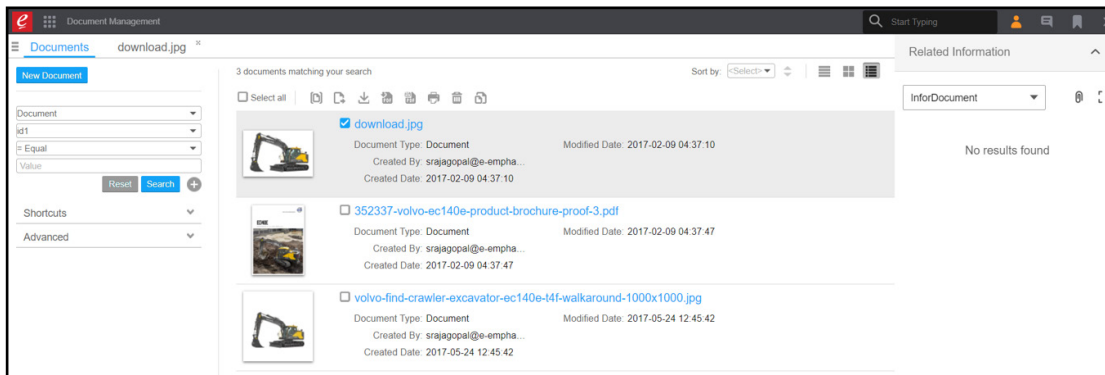 Document Management
Start Typing
Documents
download.jpg
Related Information
New Document
3 documents matching your search
Sort by: <Select>
Select all
InforDocument
No results found
Document
id1
= Equal
Value
Reset Search
Shortcuts
Advanced
download.jpg
Document Type: Document Modified Date: 2017-02-09 04:37:10
Created By: srajagopal@e-empha...
Created Date: 2017-02-09 04:37:10
352337-volvo-ec140e-product-brochure-proof-3.pdf
Document Type: Document Modified Date: 2017-02-09 04:37:47
Created By: srajagopal@e-empha...
Created Date: 2017-02-09 04:37:47
volvo-find-crawler-excavator-ec140e-t4f-walkaround-1000x1000.jpg
Document Type: Document Modified Date: 2017-05-24 12:45:42
Created By: srajagopal@e-empha...
Created Date: 2017-05-24 12:45:42